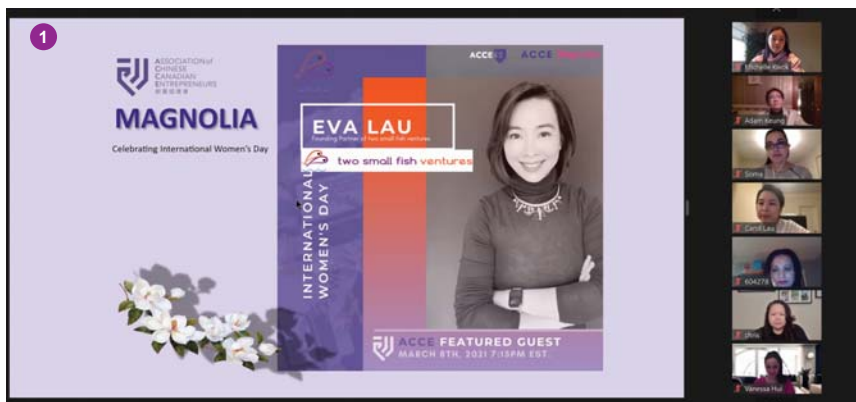 1
ASSOCIATION of
CHINESE
CANADIAN
ENTREPRENEURS
MAGNOLIA
Celebrating International Women's Day
ACCE
ACCE
EVA LAU
Founding Partner of two small fish ventures
two small fish ventures
INTERNATIONAL
WOMEN'S DAY
ACCE FEATURED GUEST
MARCH 8TH, 2021 7:15PM EST.
Michelle Kwok
Adam Keung
Soma
Carol Lau
604278
chris
Vanessa Hui